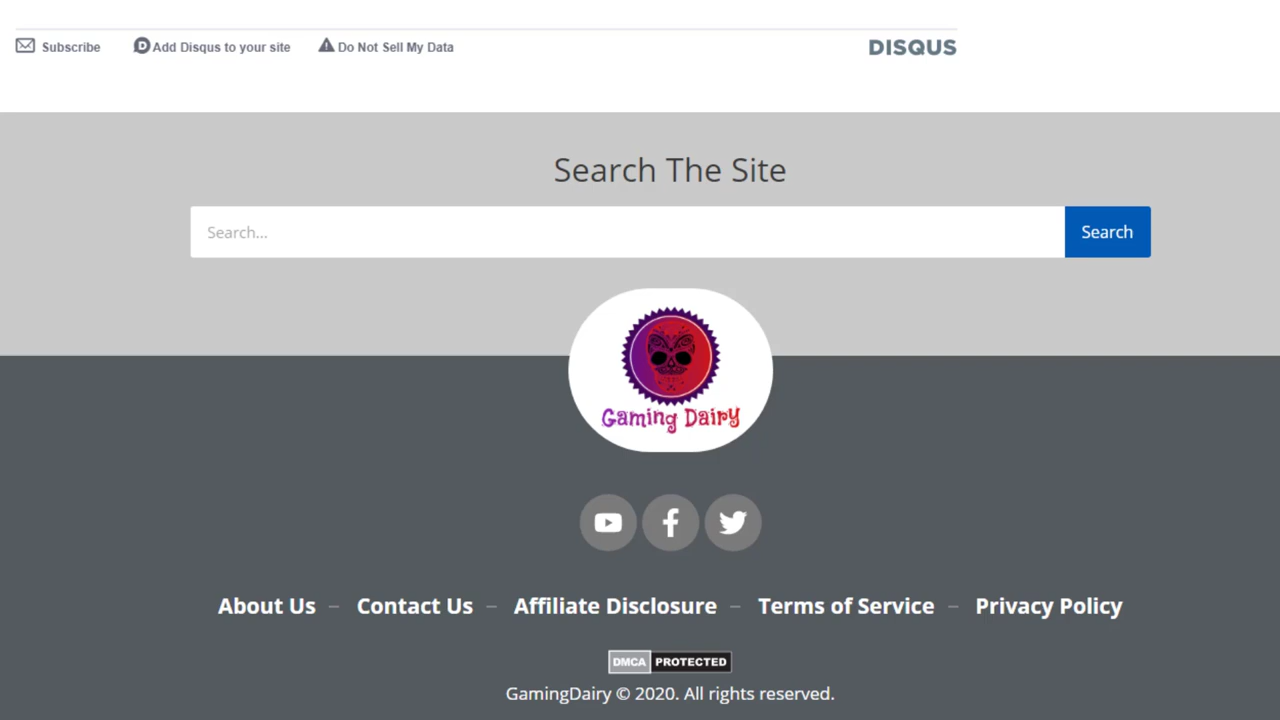 Subscribe Add Disqus to your site Do Not Sell My Data DISQUS
Search The Site
Search... Search
Gaming Dairy
About Us – Contact Us – Affiliate Disclosure – Terms of Service – Privacy Policy
DMCA PROTECTED
GamingDairy © 2020. All rights reserved.